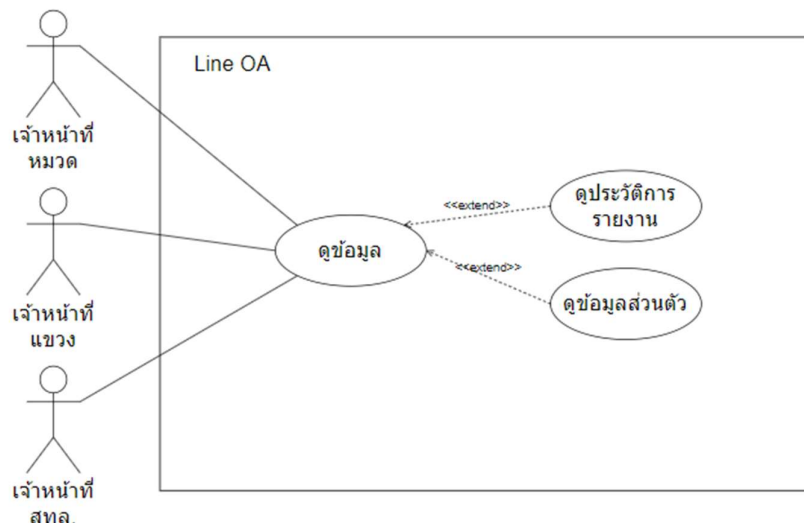 Line OA
เจ้าหน้าที่
หมวด
<<extend>>
ดูประวัติการ
รายงาน
ดูข้อมูล
<<extend>>
ดูข้อมูลส่วนตัว
เจ้าหน้าที่
แขวง
เจ้าหน้าที่
สทล.